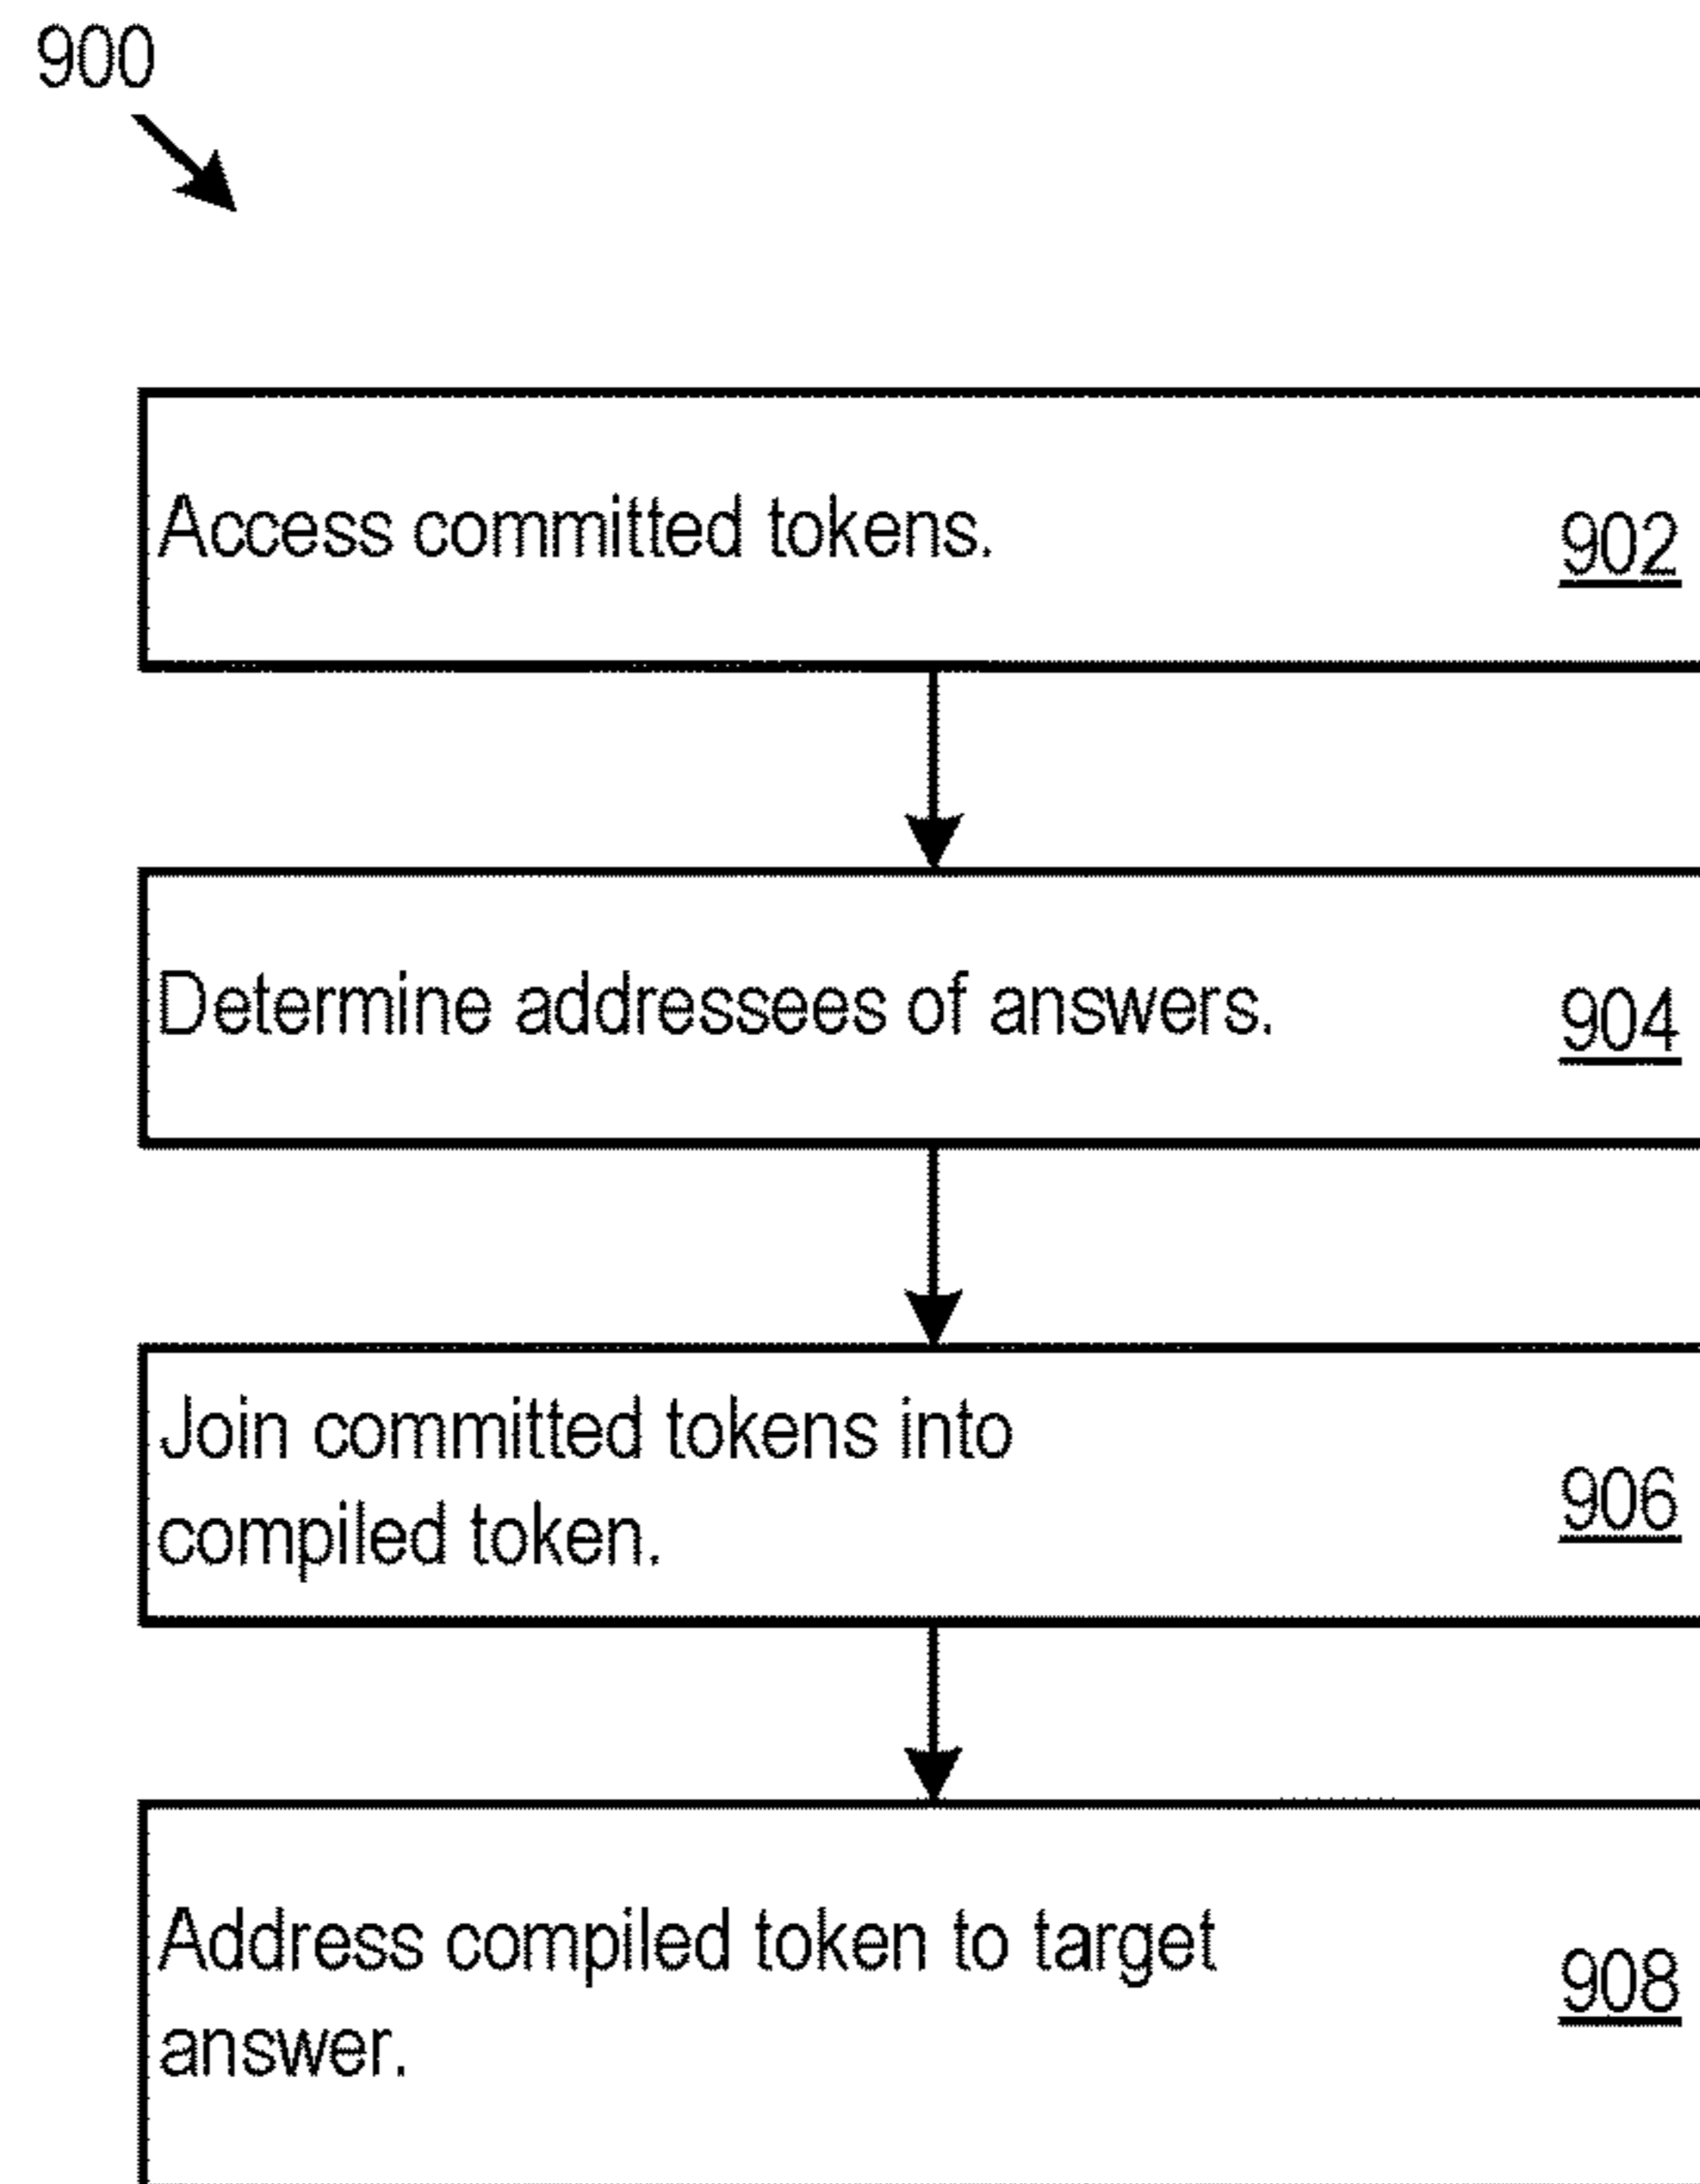 900
Access committed tokens.
902
Determine addressees of answers.
904
Join committed tokens into
compiled token.
906
Address compiled token to target
answer.
908